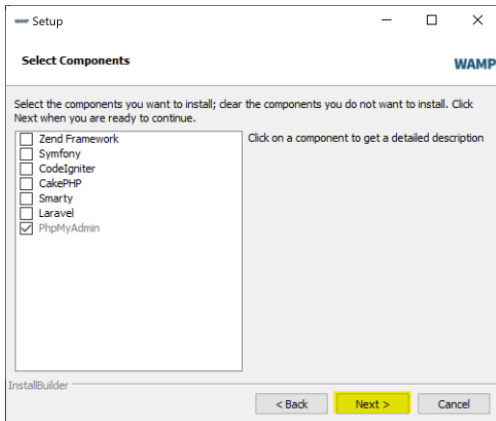 Setup
Select Components
WAMP
Select the components you want to install; clear the components you do not want to install. Click
Next when you are ready to continue.
Zend Framework
Symfony
CodeIgniter
CakePHP
Smarty
Laravel
PhpMyAdmin
Click on a component to get a detailed description
InstallBuilder
< Back
Next >
Cancel